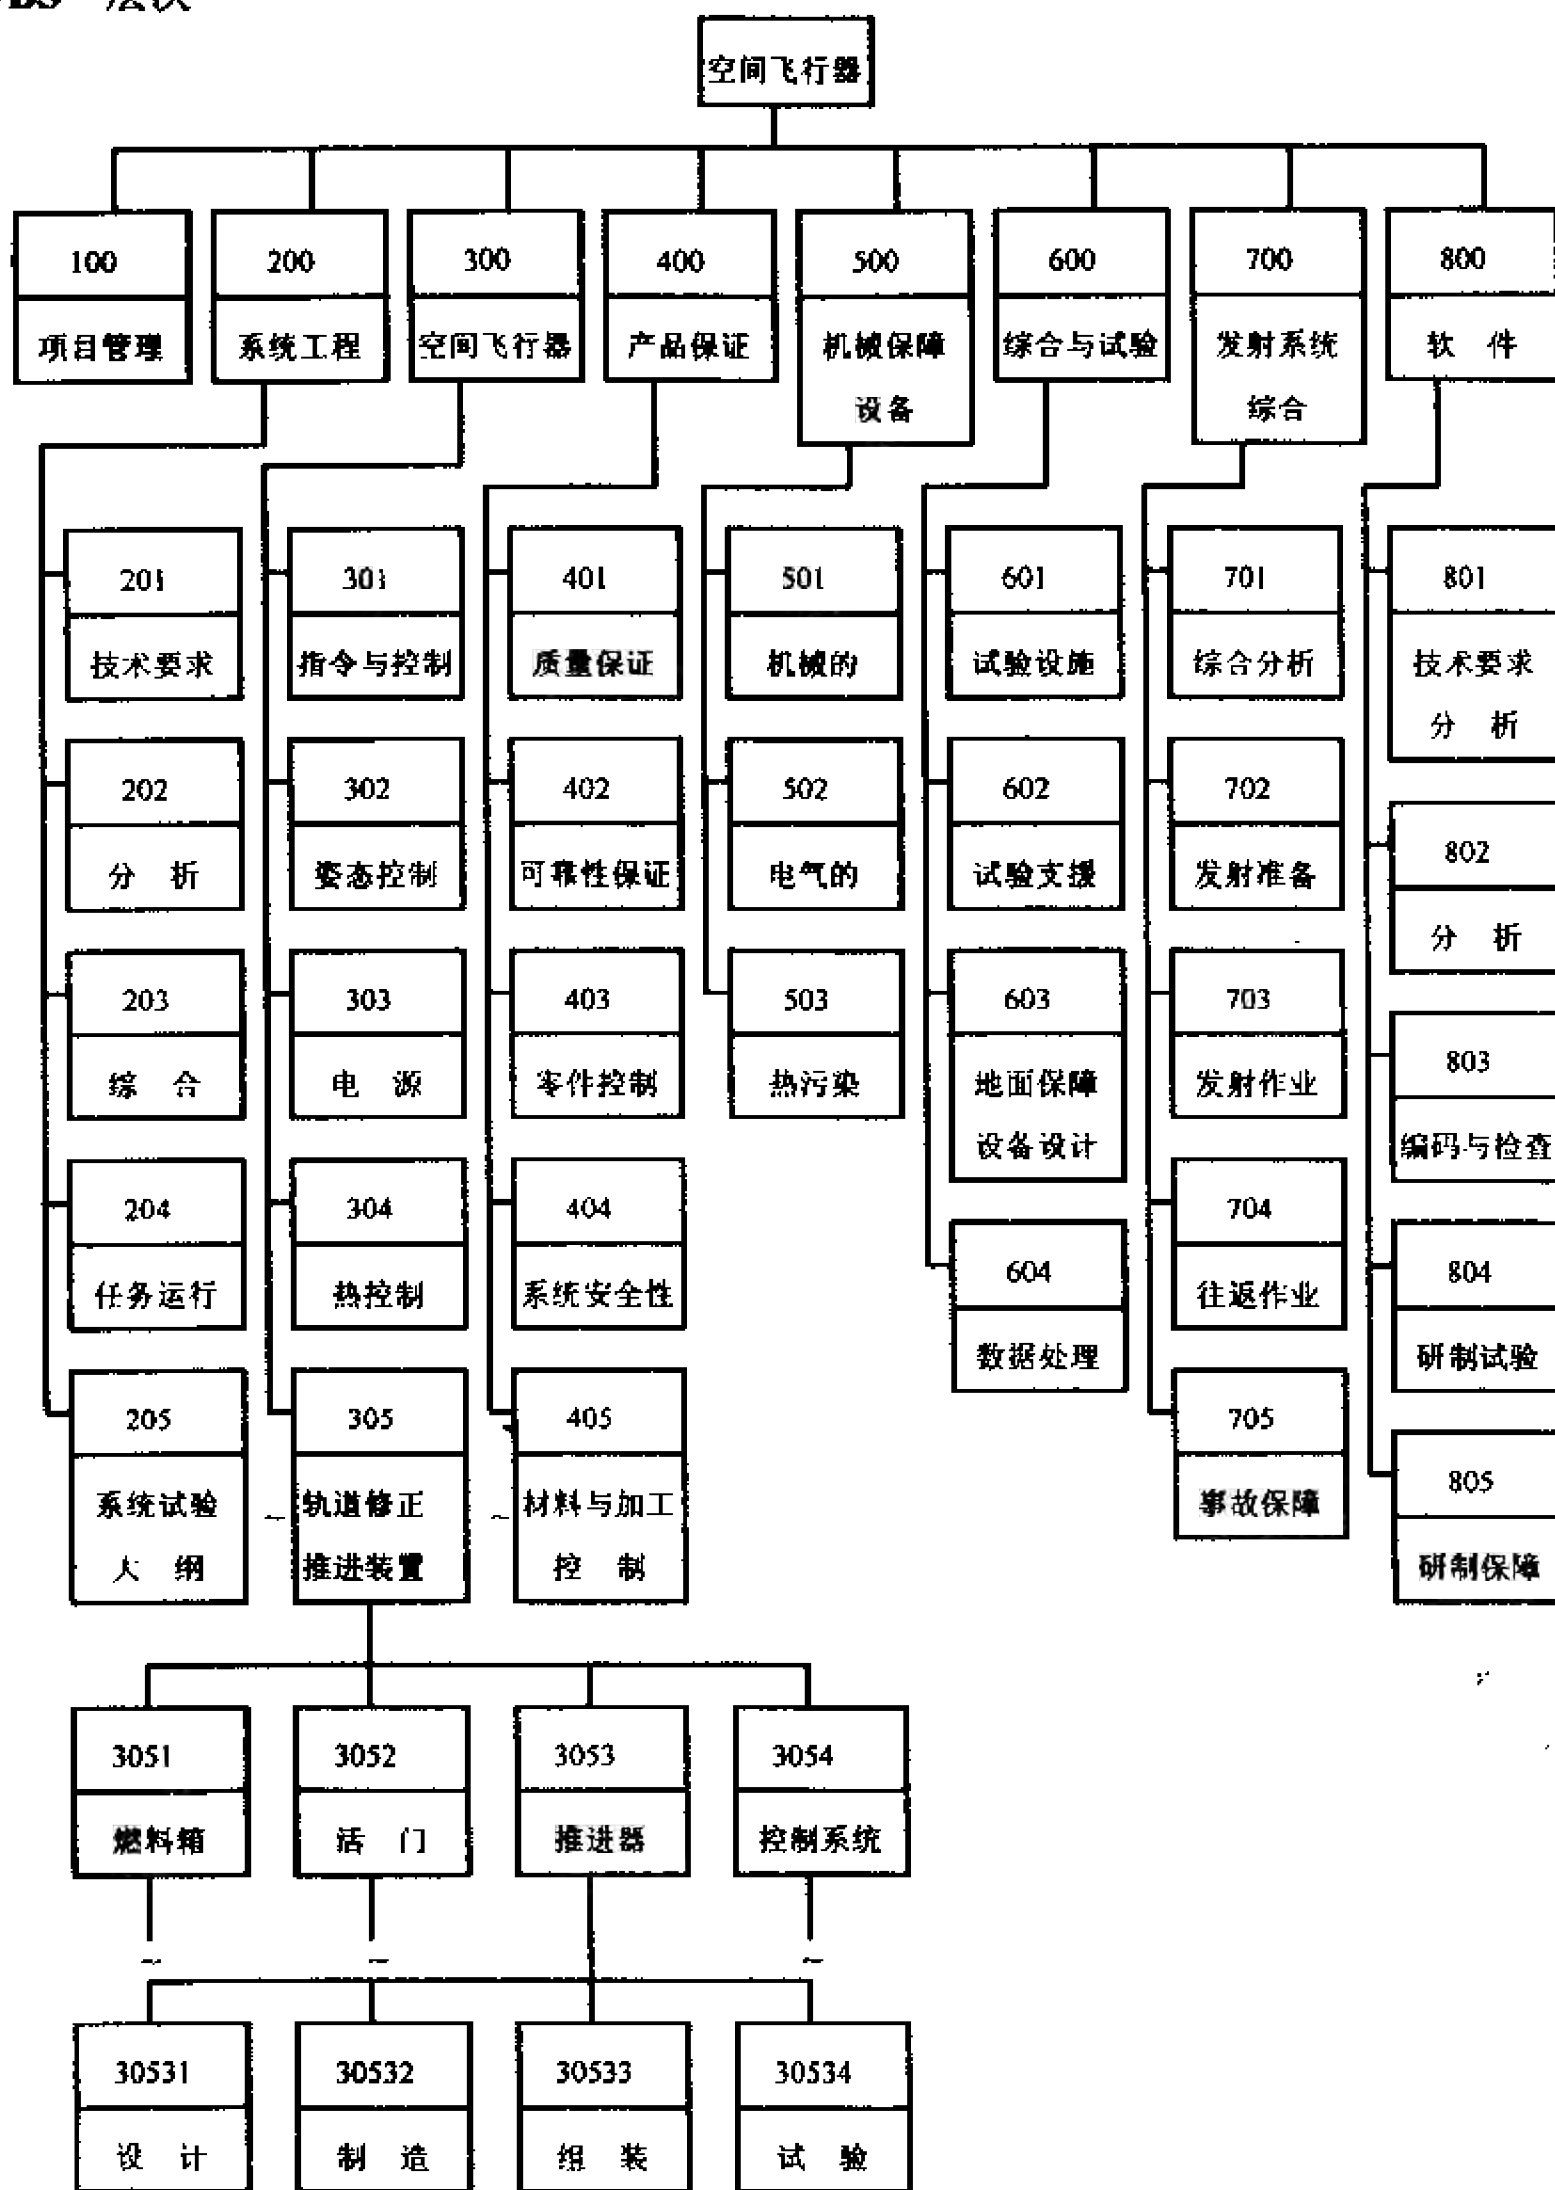 空间飞行器
100
项目管理
200
系统工程
300
空间飞行器
400
产品保证
500
机械保障
设备
600
综合与试验
700
发射系统
综合
800
软 件
201
技术要求
202
分 析
203
综 合
204
任务运行
205
系统试验
大 纲
301
指令与控制
302
姿态控制
303
电 源
304
热控制
305
轨道修正
推进装置
401
质量保证
402
可靠性保证
403
零件控制
404
系统安全性
405
材料与加工
控 制
501
机械的
502
电气的
503
热污染
601
试验设施
602
试验支援
603
地面保障
设备设计
604
数据处理
701
综合分析
702
发射准备
703
发射作业
704
往返作业
705
事故保障
801
技术要求
分 析
802
分 析
803
编码与检查
804
研制试验
805
研制保障
3051
燃料箱
3052
活 门
3053
推进器
3054
控制系统
30531
设 计
30532
制 造
30533
组 装
30534
试 验